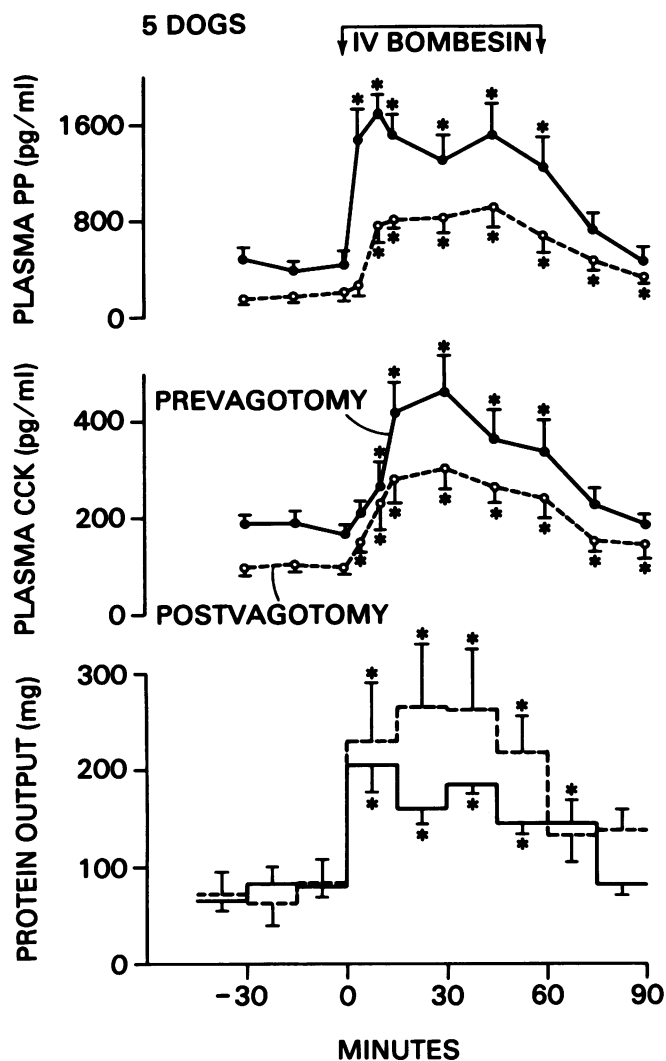 5 DOGS
IV BOMBESIN
PLASMA PP (pg/ml)
1600
800
0
PLASMA CCK (pg/ml)
400
200
0
PREVAGOTOMY
POSTVAGOTOMY
PROTEIN OUTPUT (mg)
300
200
100
0
-30 0 30 60 90
MINUTES